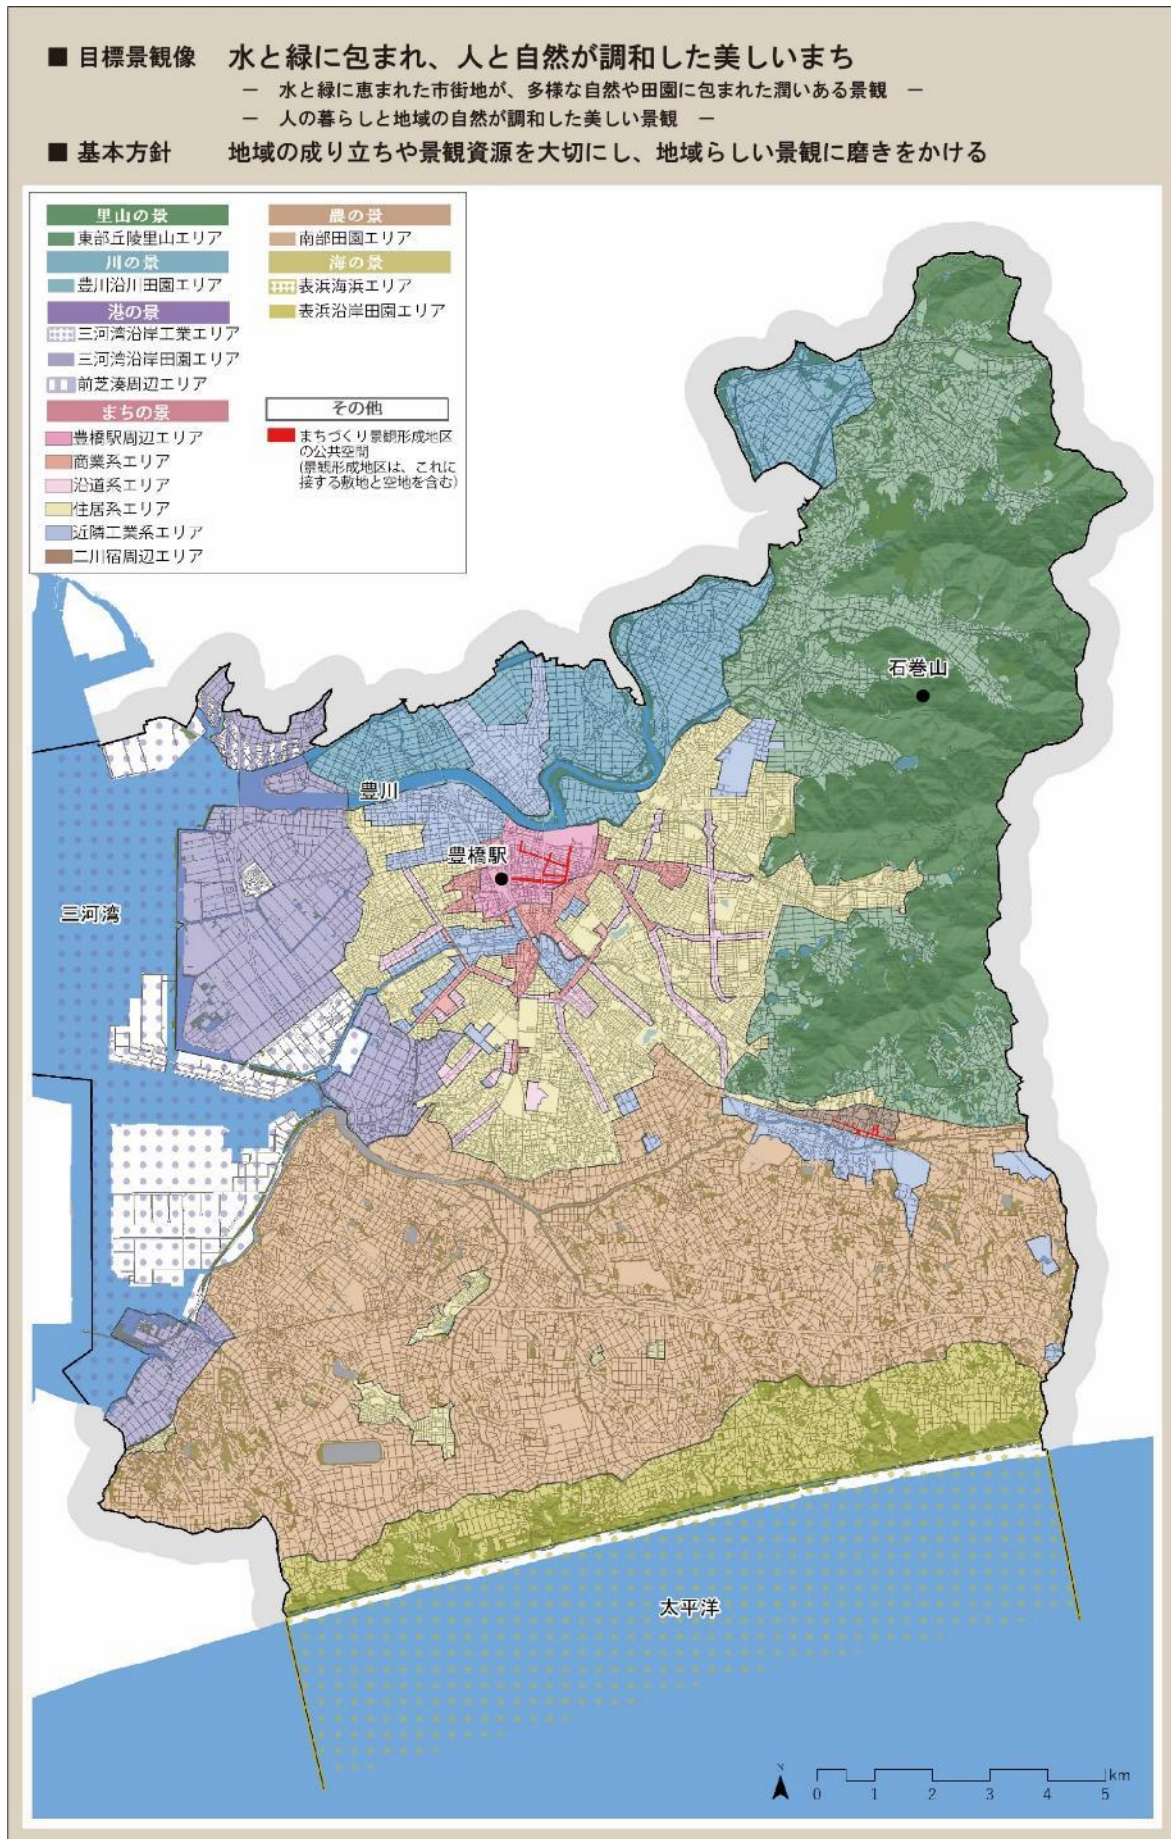 ■ 目標景観像 水と緑に包まれ、人と自然が調和した美しいまち
― 水と緑に恵まれた市街地が、多様な自然や田園に包まれた潤いある景観 ―
― 人の暮らしと地域の自然が調和した美しい景観 ―
■ 基本方針 地域の成り立ちや景観資源を大切にし、地域らしい景観に磨きをかける
里山の景
東部丘陵里山エリア
川の景
豊川沿川田園エリア
港の景
三河湾沿岸工業エリア
三河湾沿岸田園エリア
前芝湊周辺エリア
まちの景
豊橋駅周辺エリア
商業系エリア
沿道系エリア
住居系エリア
近隣工業系エリア
二川宿周辺エリア
農の景
南部田園エリア
海の景
表浜海浜エリア
表浜沿岸田園エリア
その他
まちづくり景観形成地区
の公共空間
(景観形成地区は、これに
接する敷地と空地を含む)
石巻山
豊川
豊橋駅
三河湾
太平洋
N
km
0 1 2 3 4 5